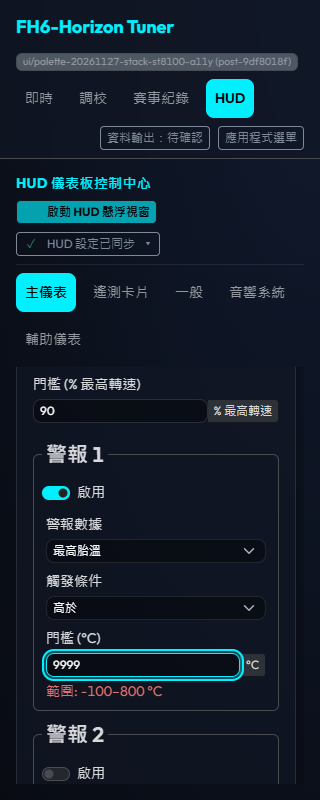 FH6-Horizon Tuner
ui/palette-20261127-stack-st8100-a11y (post-9df8018f)
即時 調校 賽事紀錄 HUD
資料輸出：待確認 應用程式選單
HUD 儀表板控制中心
啟動 HUD 懸浮視窗
✓ HUD 設定已同步
主儀表 遙測卡片 一般 音響系統
輔助儀表
門檻 (% 最高轉速)
90 % 最高轉速
警報 1
啟用
警報數據
最高胎溫
觸發條件
高於
門檻 (°C)
9999 °C
範圍: -100–800 °C
警報 2
啟用